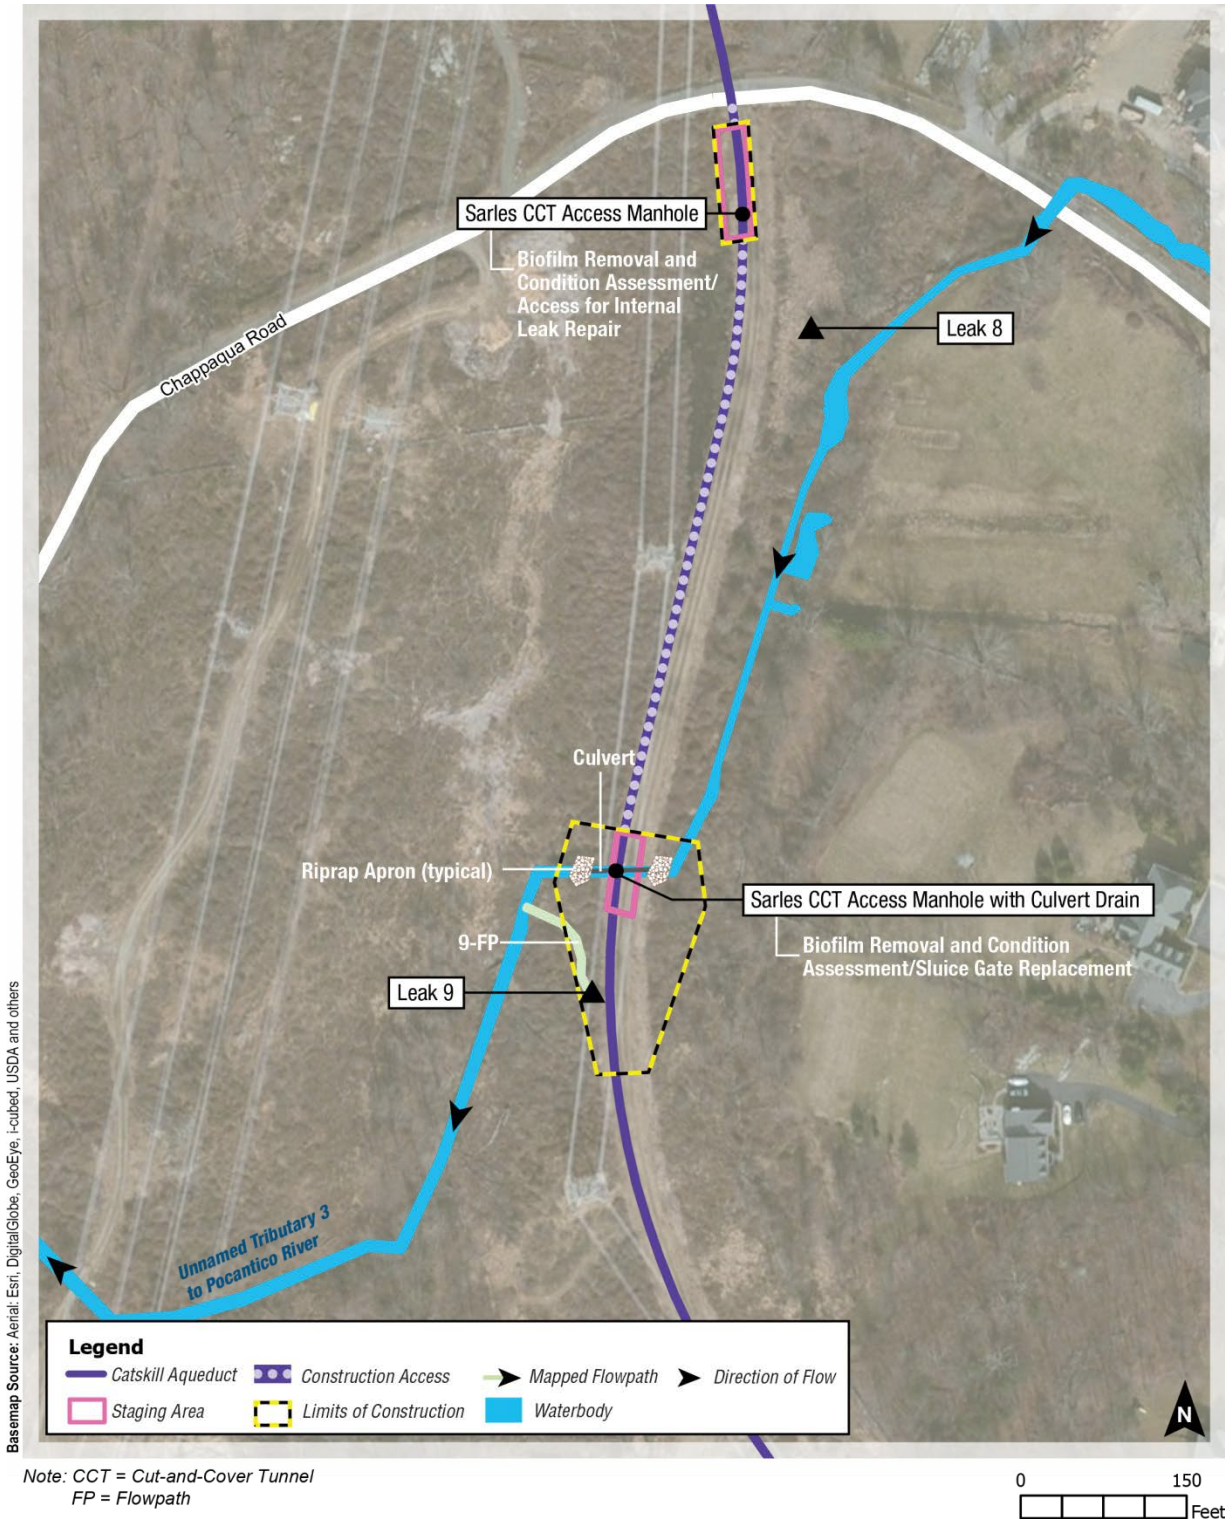 Sarles CCT Access Manhole
Biofilm Removal and
Condition Assessment/
Access for Internal
Leak Repair
Leak 8
Chappaqua Road
Culvert
Riprap Apron (typical)
Sarles CCT Access Manhole with Culvert Drain
Biofilm Removal and Condition
Assessment/Sluice Gate Replacement
9-FP
Leak 9
Unnamed Tributary 3
to Pocantico River
Basemap Source: Aerial: Esri, DigitalGlobe, GeoEye, i-cubed, USDA and others
Legend
Catskill Aqueduct
Construction Access
Mapped Flowpath
Direction of Flow
Staging Area
Limits of Construction
Waterbody
N
Note: CCT = Cut-and-Cover Tunnel
FP = Flowpath
0 150
Feet